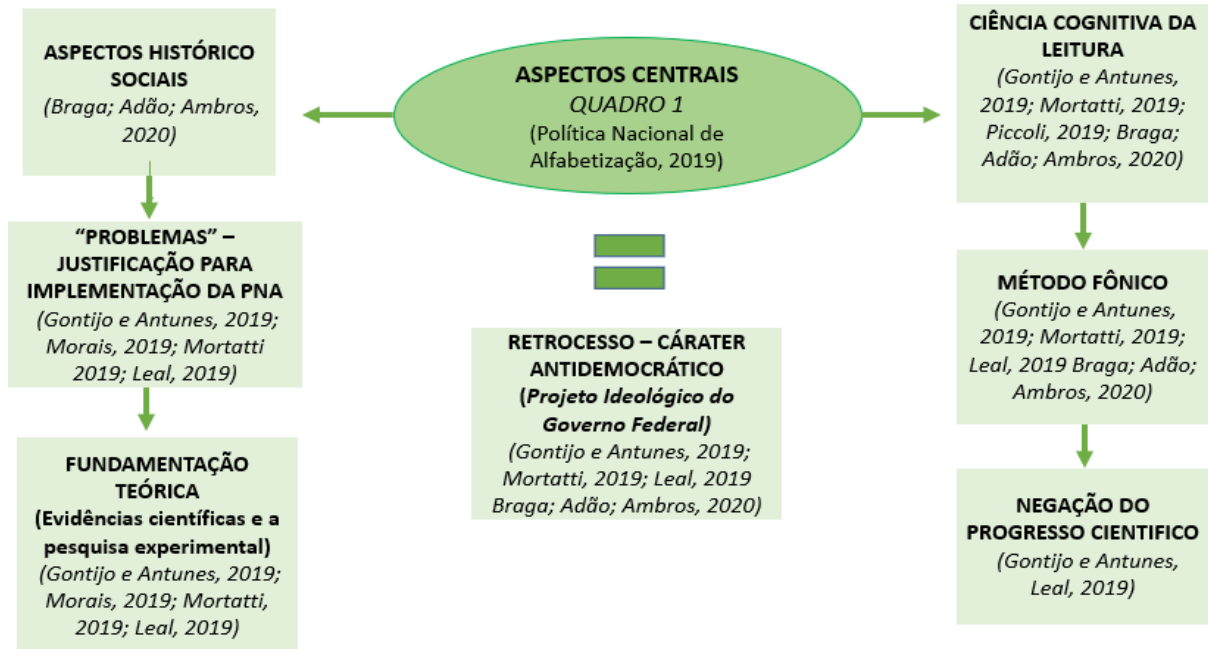 ASPECTOS HISTÓRICO
SOCIAIS
(Braga; Adão; Ambros,
2020)
“PROBLEMAS” –
JUSTIFICAÇÃO PARA
IMPLEMENTAÇÃO DA PNA
(Gontijo e Antunes, 2019;
Morais, 2019; Mortatti
2019; Leal, 2019)
FUNDAMENTAÇÃO
TEÓRICA
(Evidências científicas e a
pesquisa experimental)
(Gontijo e Antunes, 2019;
Morais, 2019; Mortatti,
2019; Leal, 2019)
ASPECTOS CENTRAIS
QUADRO 1
(Política Nacional de
Alfabetização, 2019)
RETROCESSO – CÁRATER
ANTIDEMOCRÁTICO
(Projeto Ideológico do
Governo Federal)
(Gontijo e Antunes, 2019;
Mortatti, 2019; Leal, 2019
Braga; Adão; Ambros, 2020)
CIÊNCIA COGNITIVA DA
LEITURA
(Gontijo e Antunes,
2019; Mortatti, 2019;
Piccoli, 2019; Braga;
Adão; Ambros, 2020)
MÉTODO FÔNICO
(Gontijo e Antunes,
2019; Mortatti, 2019;
Leal, 2019 Braga; Adão;
Ambros, 2020)
NEGAÇÃO DO
PROGRESSO CIENTIFICO
(Gontijo e Antunes,
Leal, 2019)